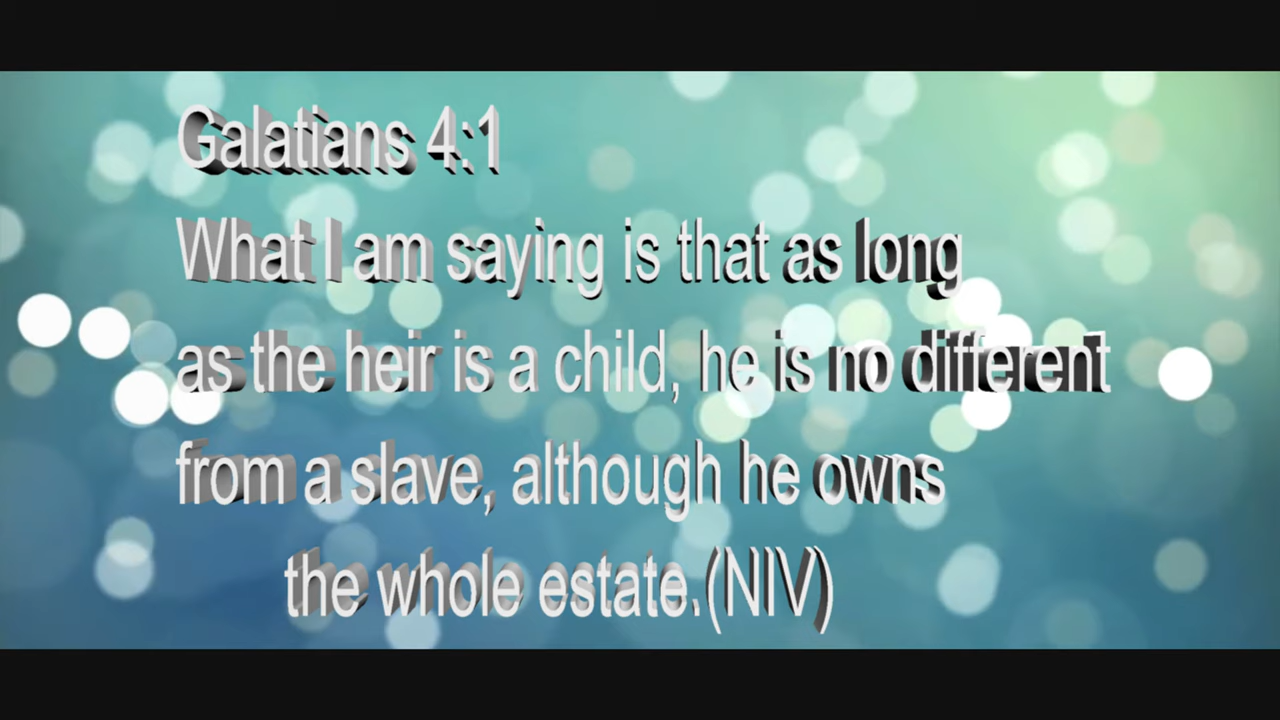 Galatians 4:1
What I am saying is that as long
as the heir is a child, he is no different
from a slave, although he owns
the whole estate.(NIV)